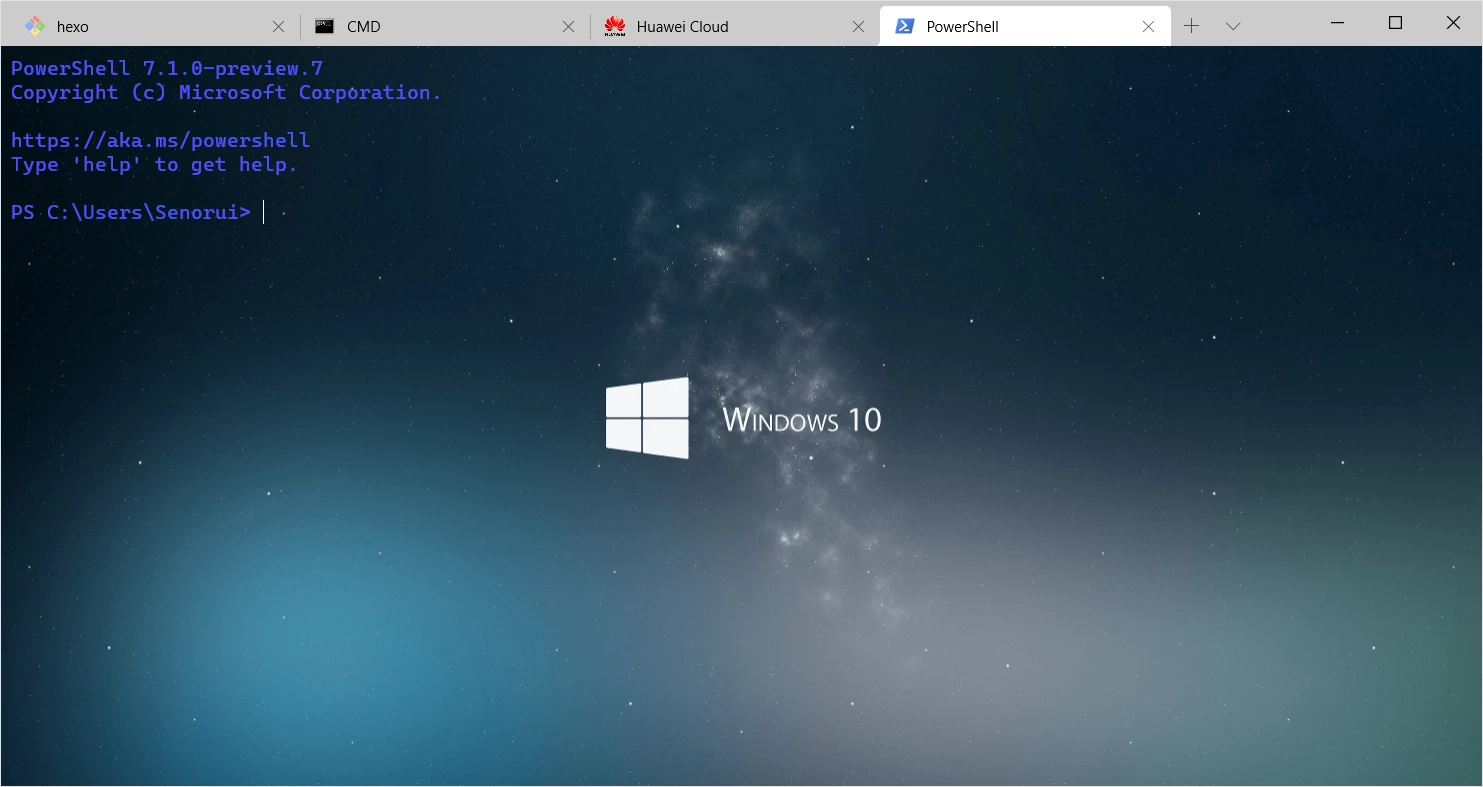 hexo
CMD
HUAWEI
Huawei Cloud
PowerShell
PowerShell 7.1.0-preview.7
Copyright (c) Microsoft Corporation.
https://aka.ms/powershell
Type 'help' to get help.
PS C:\Users\Senorui>
Windows 10